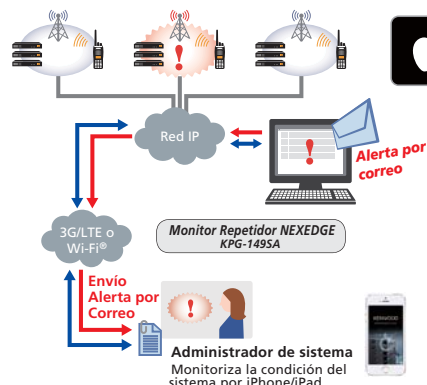 Red IP
Alerta por
correo
3G/LTE o
Wi-Fi®
Monitor Repetidor NEXEDGE
KPG-149SA
Envío
Alerta por
Correo
Administrador de sistema
Monitoriza la condición del
sistema por iPhone/iPad
KENWOOD